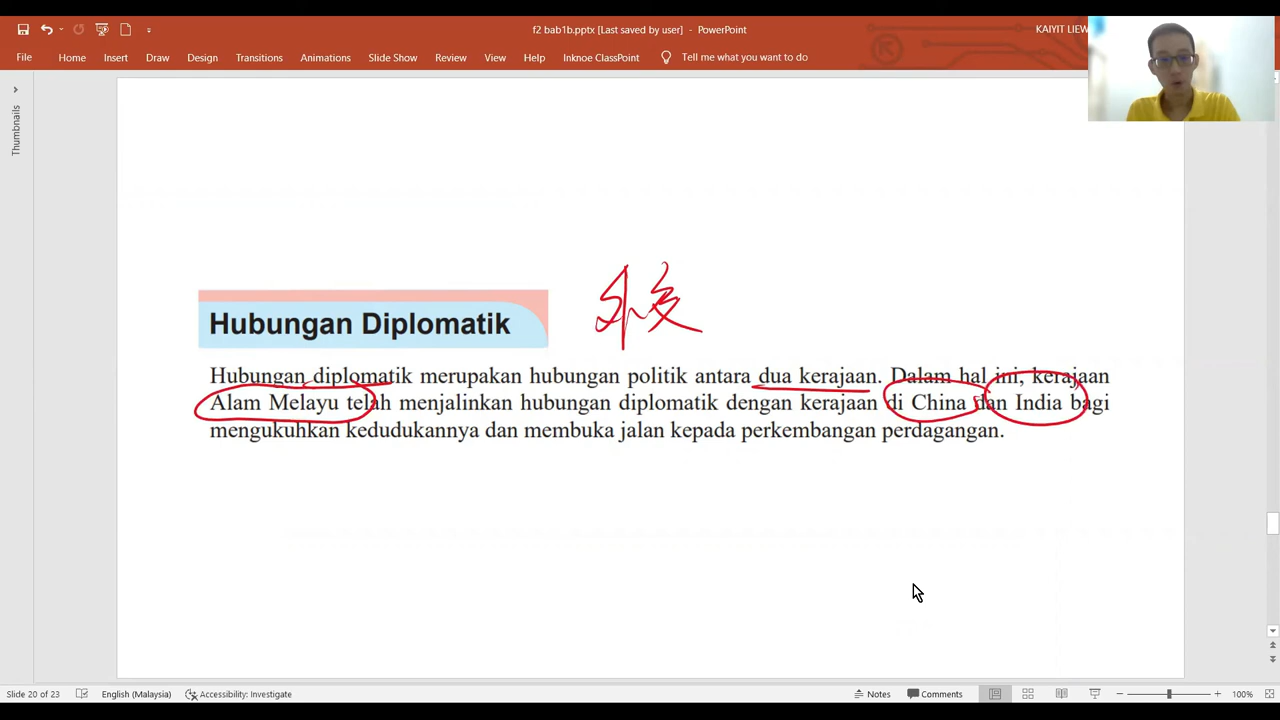 f2 bab1b.pptx [Last saved by user] - PowerPoint
KAIYIT LIEW
File Home Insert Draw Design Transitions Animations Slide Show Review View Help Inknoe ClassPoint Tell me what you want to do
Thumbnails
外交
Hubungan Diplomatik
Hubungan diplomatik merupakan hubungan politik antara dua kerajaan. Dalam hal ini, kerajaan
Alam Melayu telah menjalinkan hubungan diplomatik dengan kerajaan di China dan India bagi
mengukuhkan kedudukannya dan membuka jalan kepada perkembangan perdagangan.
Slide 20 of 23 English (Malaysia) Accessibility: Investigate Notes Comments 100%